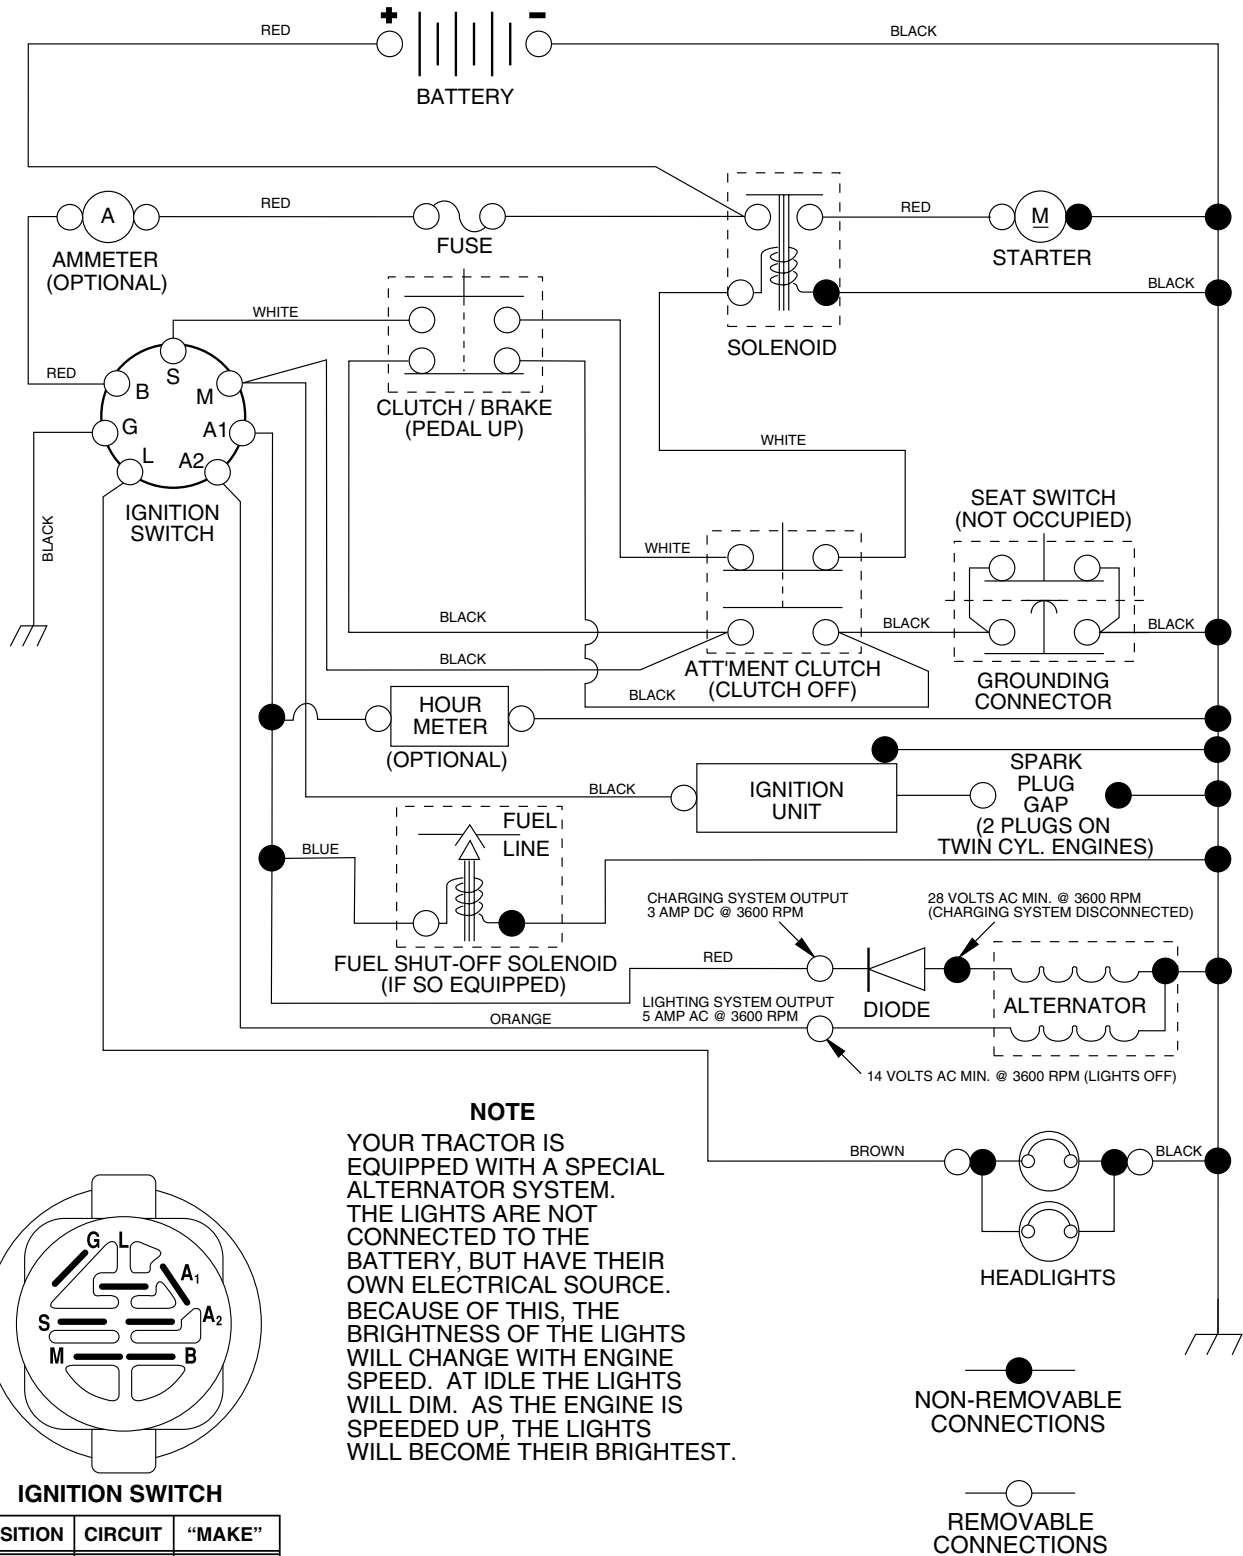 + −
RED
BLACK
BATTERY
A
RED
AMMETER
(OPTIONAL)
FUSE
RED
M
STARTER
BLACK
SOLENOID
WHITE
RED
S
B
M
G
A1
L
A2
CLUTCH / BRAKE
(PEDAL UP)
IGNITION
SWITCH
BLACK
WHITE
SEAT SWITCH
(NOT OCCUPIED)
WHITE
BLACK
BLACK
BLACK
BLACK
ATT'MENT CLUTCH
(CLUTCH OFF)
GROUNDING
CONNECTOR
BLACK
HOUR
METER
(OPTIONAL)
BLACK
IGNITION
UNIT
SPARK
PLUG
GAP
(2 PLUGS ON
TWIN CYL. ENGINES)
FUEL
LINE
BLUE
FUEL SHUT-OFF SOLENOID
(IF SO EQUIPPED)
CHARGING SYSTEM OUTPUT
3 AMP DC @ 3600 RPM
28 VOLTS AC MIN. @ 3600 RPM
(CHARGING SYSTEM DISCONNECTED)
RED
DIODE
ALTERNATOR
LIGHTING SYSTEM OUTPUT
5 AMP AC @ 3600 RPM
ORANGE
14 VOLTS AC MIN. @ 3600 RPM (LIGHTS OFF)
NOTE
YOUR TRACTOR IS
EQUIPPED WITH A SPECIAL
ALTERNATOR SYSTEM.
THE LIGHTS ARE NOT
CONNECTED TO THE
BATTERY, BUT HAVE THEIR
OWN ELECTRICAL SOURCE.
BECAUSE OF THIS, THE
BRIGHTNESS OF THE LIGHTS
WILL CHANGE WITH ENGINE
SPEED. AT IDLE THE LIGHTS
WILL DIM. AS THE ENGINE IS
SPEEDED UP, THE LIGHTS
WILL BECOME THEIR BRIGHTEST.
BROWN
BLACK
HEADLIGHTS
G L
A1
S
A2
M
B
IGNITION SWITCH
SITION CIRCUIT “MAKE”
NON-REMOVABLE
CONNECTIONS
REMOVABLE
CONNECTIONS